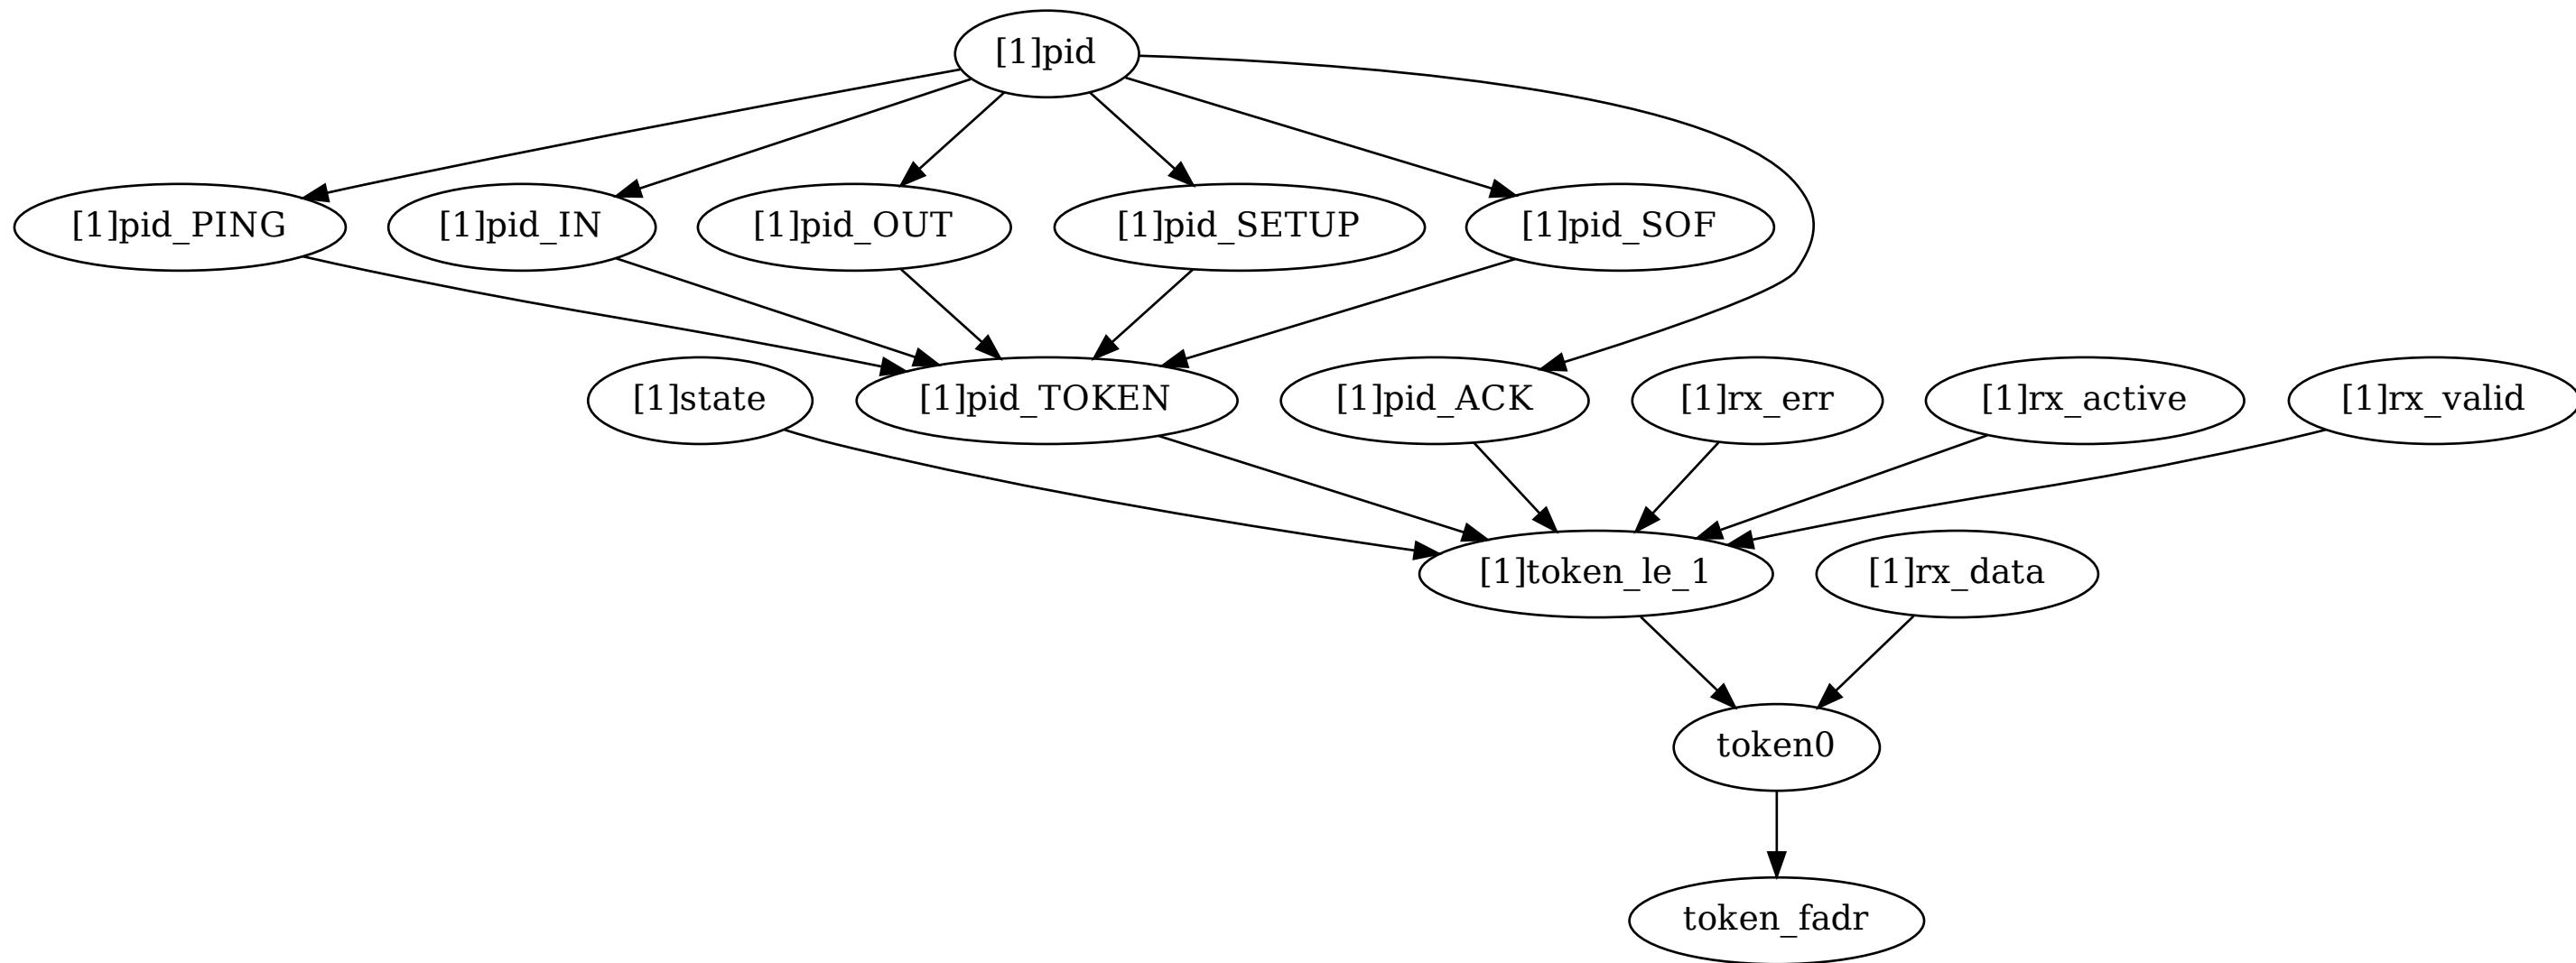 [1]pid
[1]pid_PING
[1]pid_IN
[1]pid_OUT
[1]pid_SETUP
[1]pid_SOF
[1]state
[1]pid_TOKEN
[1]pid_ACK
[1]rx_err
[1]rx_active
[1]rx_valid
[1]token_le_1
[1]rx_data
token0
token_fadr